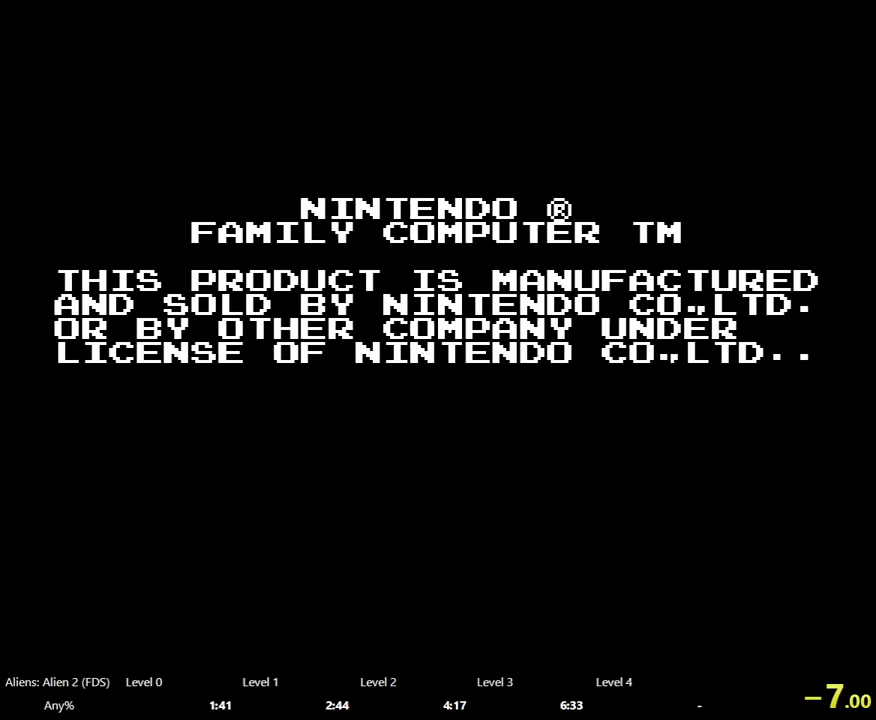 NINTENDO ®
FAMILY COMPUTER TM
THIS PRODUCT IS MANUFACTURED
AND SOLD BY NINTENDO CO.,LTD.
OR BY OTHER COMPANY UNDER
LICENSE OF NINTENDO CO.,LTD..
Aliens: Alien 2 (FDS) Level 0 Level 1 Level 2 Level 3 Level 4
Any% 1:41 2:44 4:17 6:33 - −7.00